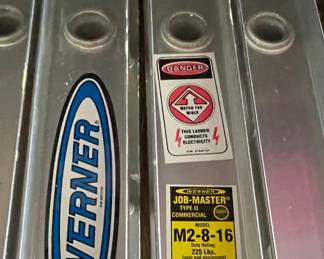 WERNER
DANGER
WATCH FOR
WIRES
THIS LADDER
CONDUCTS
ELECTRICITY
WERNER
JOB-MASTER®
TYPE II
COMMERCIAL
MODEL
M2-8-16
Duty Rating:
225 Lbs.